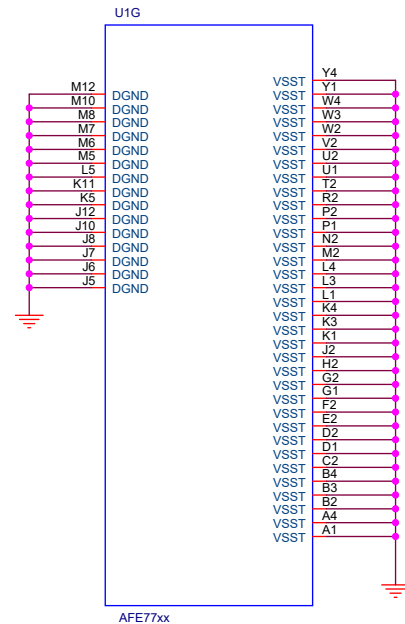 U1G
M12 DGND
M10 DGND
M8 DGND
M7 DGND
M6 DGND
M5 DGND
L5 DGND
K11 DGND
K5 DGND
J12 DGND
J10 DGND
J8 DGND
J7 DGND
J6 DGND
J5 DGND
VSST Y4
VSST Y1
VSST W4
VSST W3
VSST W2
VSST V2
VSST U2
VSST U1
VSST T2
VSST R2
VSST P2
VSST P1
VSST N2
VSST M2
VSST L4
VSST L3
VSST L1
VSST K4
VSST K3
VSST K1
VSST J2
VSST H2
VSST G2
VSST G1
VSST F2
VSST E2
VSST D2
VSST D1
VSST C2
VSST B4
VSST B3
VSST B2
VSST A4
VSST A1
AFE77xx